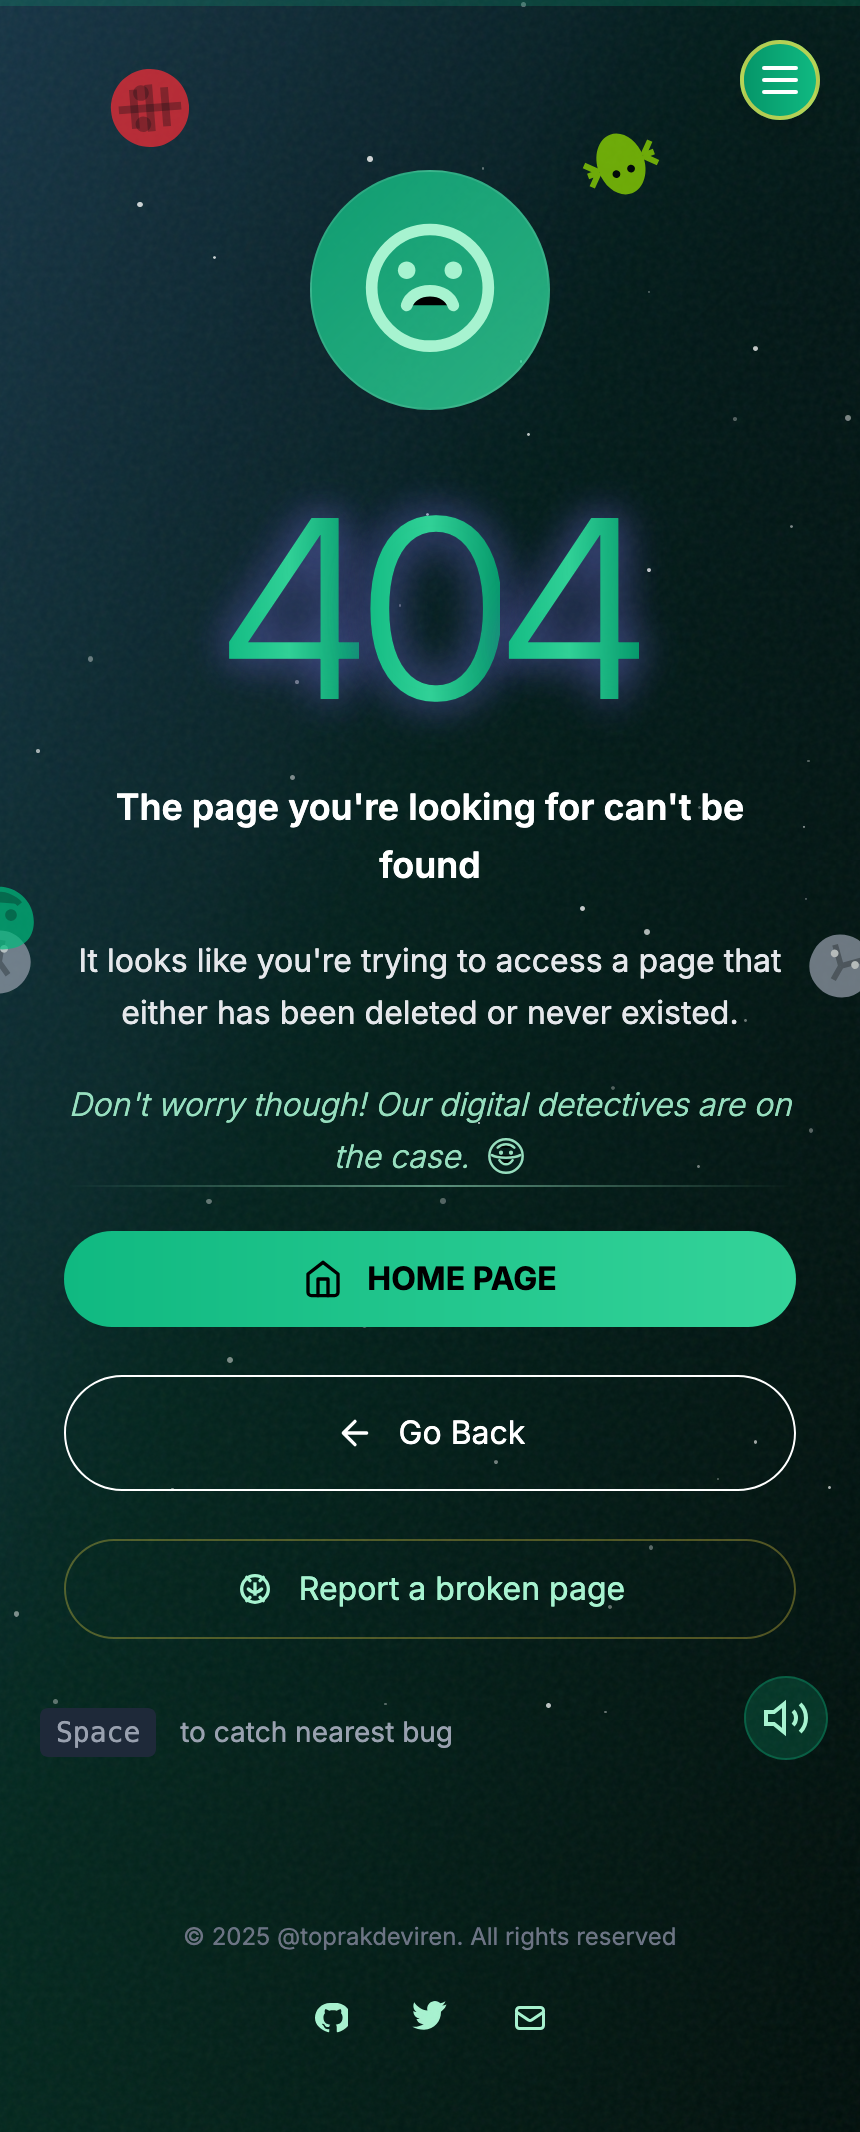 404
The page you're looking for can't be
found
It looks like you're trying to access a page that
either has been deleted or never existed.
Don't worry though! Our digital detectives are on
the case.
HOME PAGE
Go Back
Report a broken page
Space to catch nearest bug
© 2025 @toprakdeviren. All rights reserved